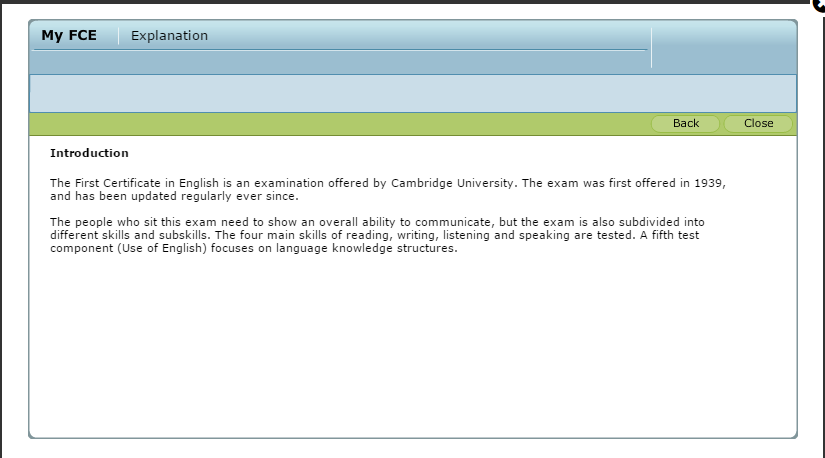 My FCE
Explanation
Back
Close
Introduction
The First Certificate in English is an examination offered by Cambridge University. The exam was first offered in 1939,
and has been updated regularly ever since.
The people who sit this exam need to show an overall ability to communicate, but the exam is also subdivided into
different skills and subskills. The four main skills of reading, writing, listening and speaking are tested. A fifth test
component (Use of English) focuses on language knowledge structures.